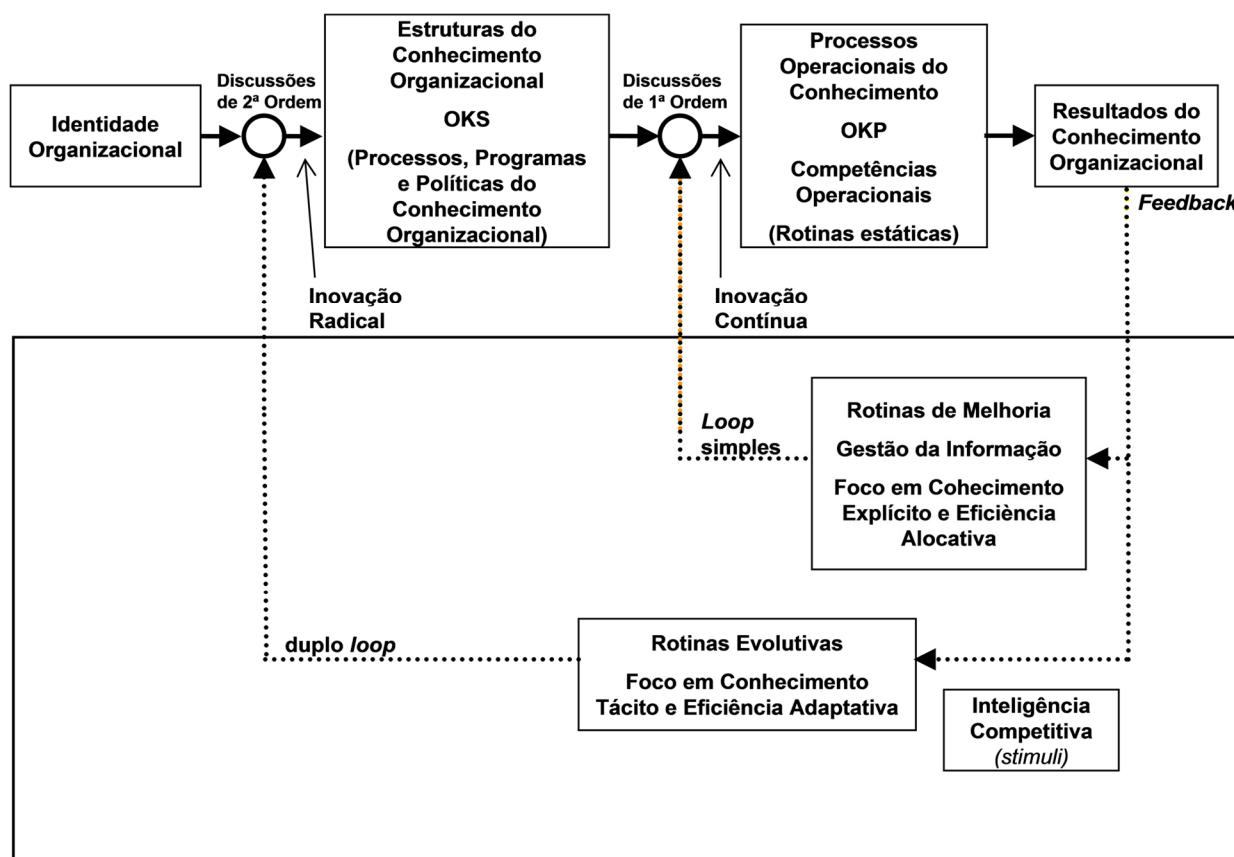 Identidade
Organizacional
Discussões
de 2ª Ordem
Estruturas do
Conhecimento
Organizacional
OKS
(Processos, Programas
e Políticas do
Conhecimento
Organizacional)
Discussões
de 1ª Ordem
Processos
Operacionais do
Conhecimento
OKP
Competências
Operacionais
(Rotinas estáticas)
Resultados do
Conhecimento
Organizacional
Feedback
Inovação
Radical
Inovação
Contínua
Loop
simples
Rotinas de Melhoria
Gestão da Informação
Foco em Cohecimento
Explícito e Eficiència
Alocativa
duplo loop
Rotinas Evolutivas
Foco em Conhecimento
Tácito e Eficiência Adaptativa
Inteligência
Competitiva
(stimuli)